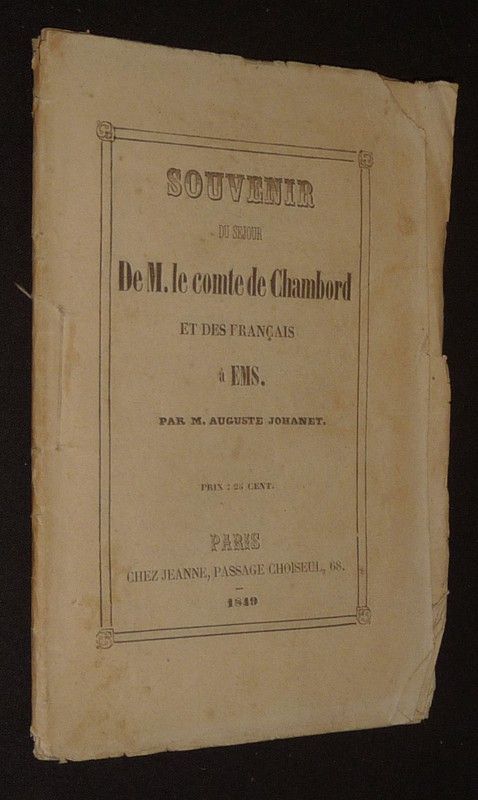 SOUVENIR
DU SEJOUR
De M. le comte de Chambord
ET DES FRANÇAIS
à EMS.
PAR M. AUGUSTE JOHANET.
PRIX : 25 CENT.
PARIS
CHEZ JEANNE, PASSAGE CHOISEUL, 68.
1849